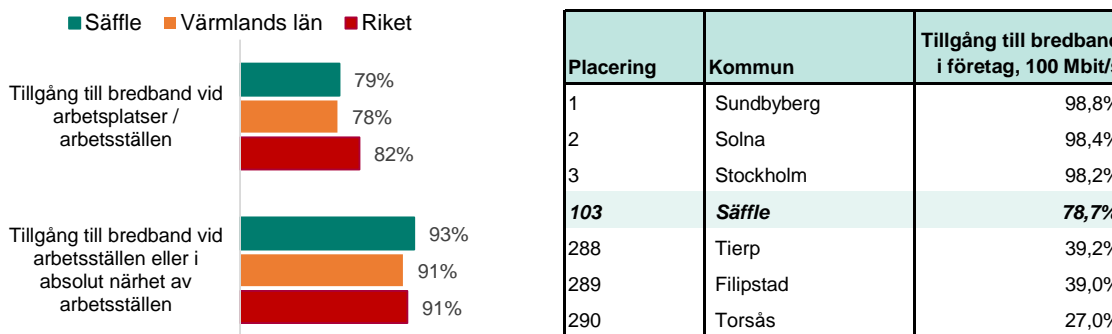 Säffle Värmlands län Riket
Tillgång till bredband vid
arbetsplatser /
arbetsställen
79%
78%
82%
Tillgång till bredband vid
arbetsställen eller i
absolut närhet av
arbetsställen
93%
91%
91%
Tillgång till bredband
Placering Kommun i företag, 100 Mbit/s
1 Sundbyberg 98,8%
2 Solna 98,4%
3 Stockholm 98,2%
103 Säffle 78,7%
288 Tierp 39,2%
289 Filipstad 39,0%
290 Torsås 27,0%